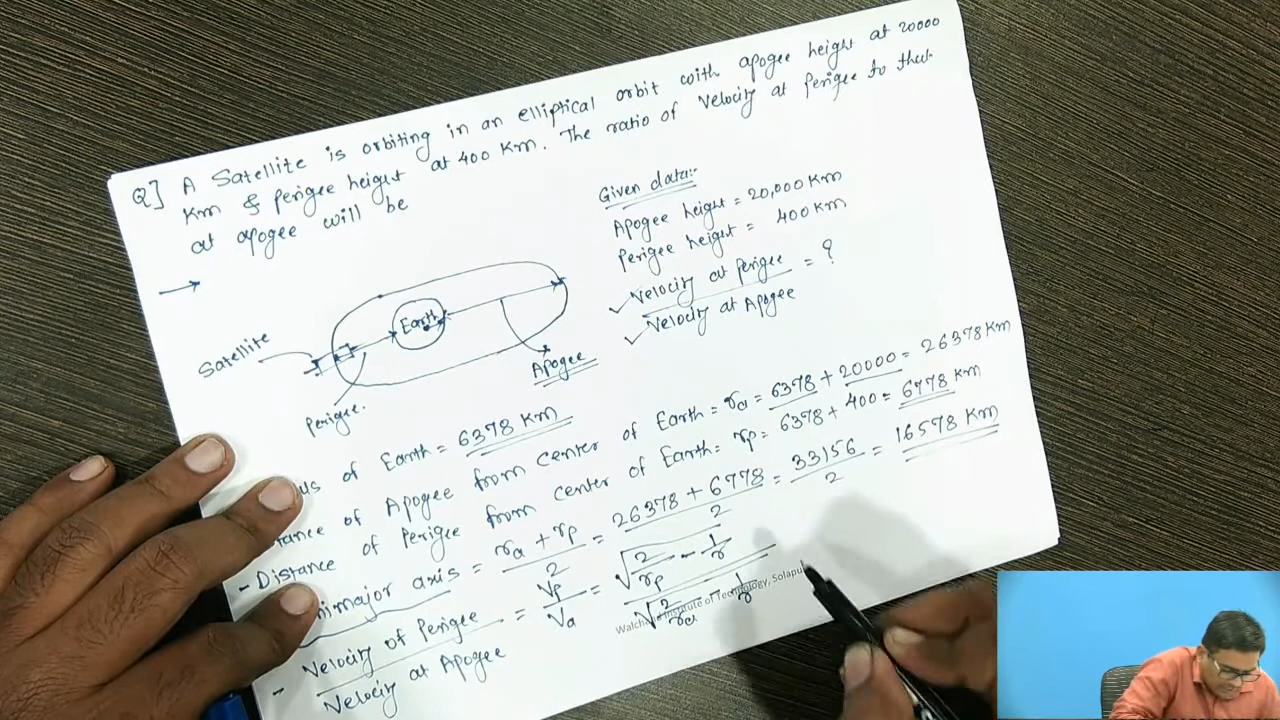 Q] A Satellite is orbiting in an elliptical orbit with apogee height at 20000
Km & perigee height at 400 Km. The ratio of velocity at perigee to that
at apogee will be
Given data:-
Apogee height = 20,000 Km
Perigee height = 400 Km
Velocity at perigee = ?
Velocity at Apogee
Satellite
Earth
Apogee
Perigee.
us of Earth = 6378 Km
tance of Apogee from center of Earth = ra = 6378 + 20000 = 26378 Km
- Distance of Perigee from center of Earth = rp = 6378 + 400 = 6778 Km
mimajor axis = ra + rp / 2 = 26378 + 6778 / 2 = 33156 / 2 = 16578 Km
- Velocity of Perigee / Velocity at Apogee = Vp / Va = √2/rp - 1/r / √2/ra - 1/r
Institute of Technology, Solapur